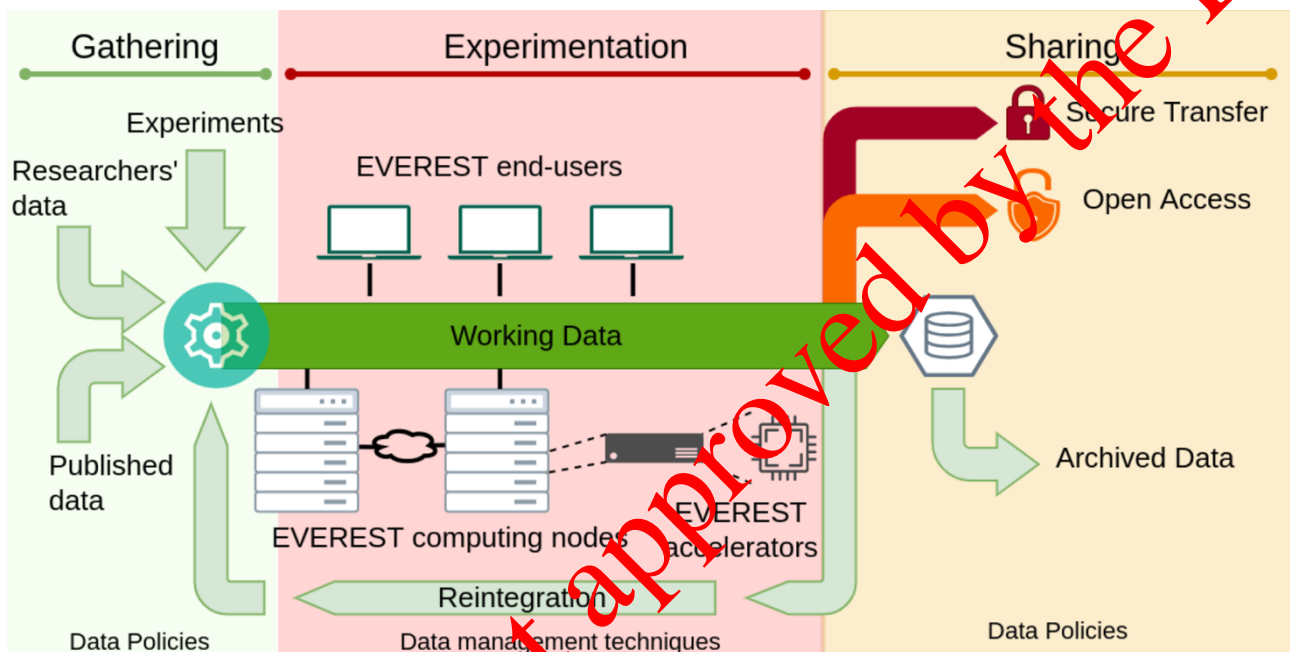 Gathering
Experimentation
Sharing
Experiments
Researchers'
data
EVEREST end-users
Secure Transfer
Open Access
Working Data
Published
data
Archived Data
EVEREST computing nodes
EVEREST
accelerators
Reintegration
Data Policies
Data management techniques
Data Policies
approved by the